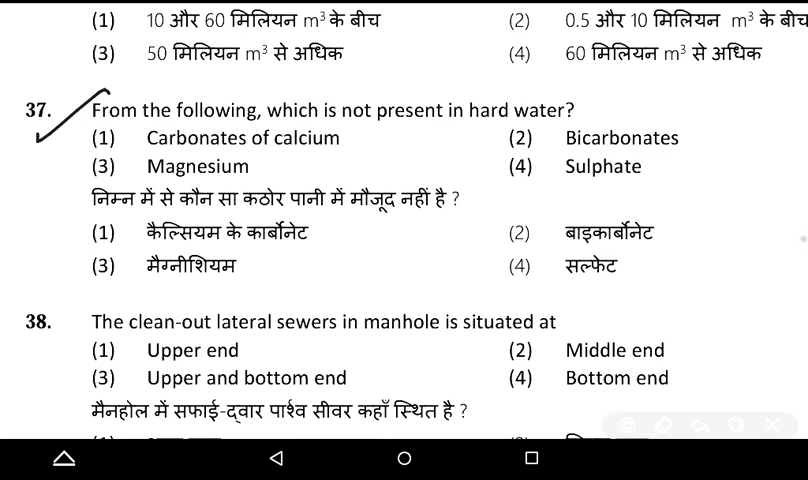 (1) 10 और 60 मिलियन m³ के बीच (2) 0.5 और 10 मिलियन m³ के बीच
(3) 50 मिलियन m³ से अधिक (4) 60 मिलियन m³ से अधिक
37. From the following, which is not present in hard water?
(1) Carbonates of calcium (2) Bicarbonates
(3) Magnesium (4) Sulphate
निम्न में से कौन सा कठोर पानी में मौजूद नहीं है ?
(1) कैल्सियम के कार्बोनेट (2) बाइकार्बोनेट
(3) मैग्नीशियम (4) सल्फेट
38. The clean-out lateral sewers in manhole is situated at
(1) Upper end (2) Middle end
(3) Upper and bottom end (4) Bottom end
मैनहोल में सफाई-द्वार पार्श्व सीवर कहाँ स्थित है ?